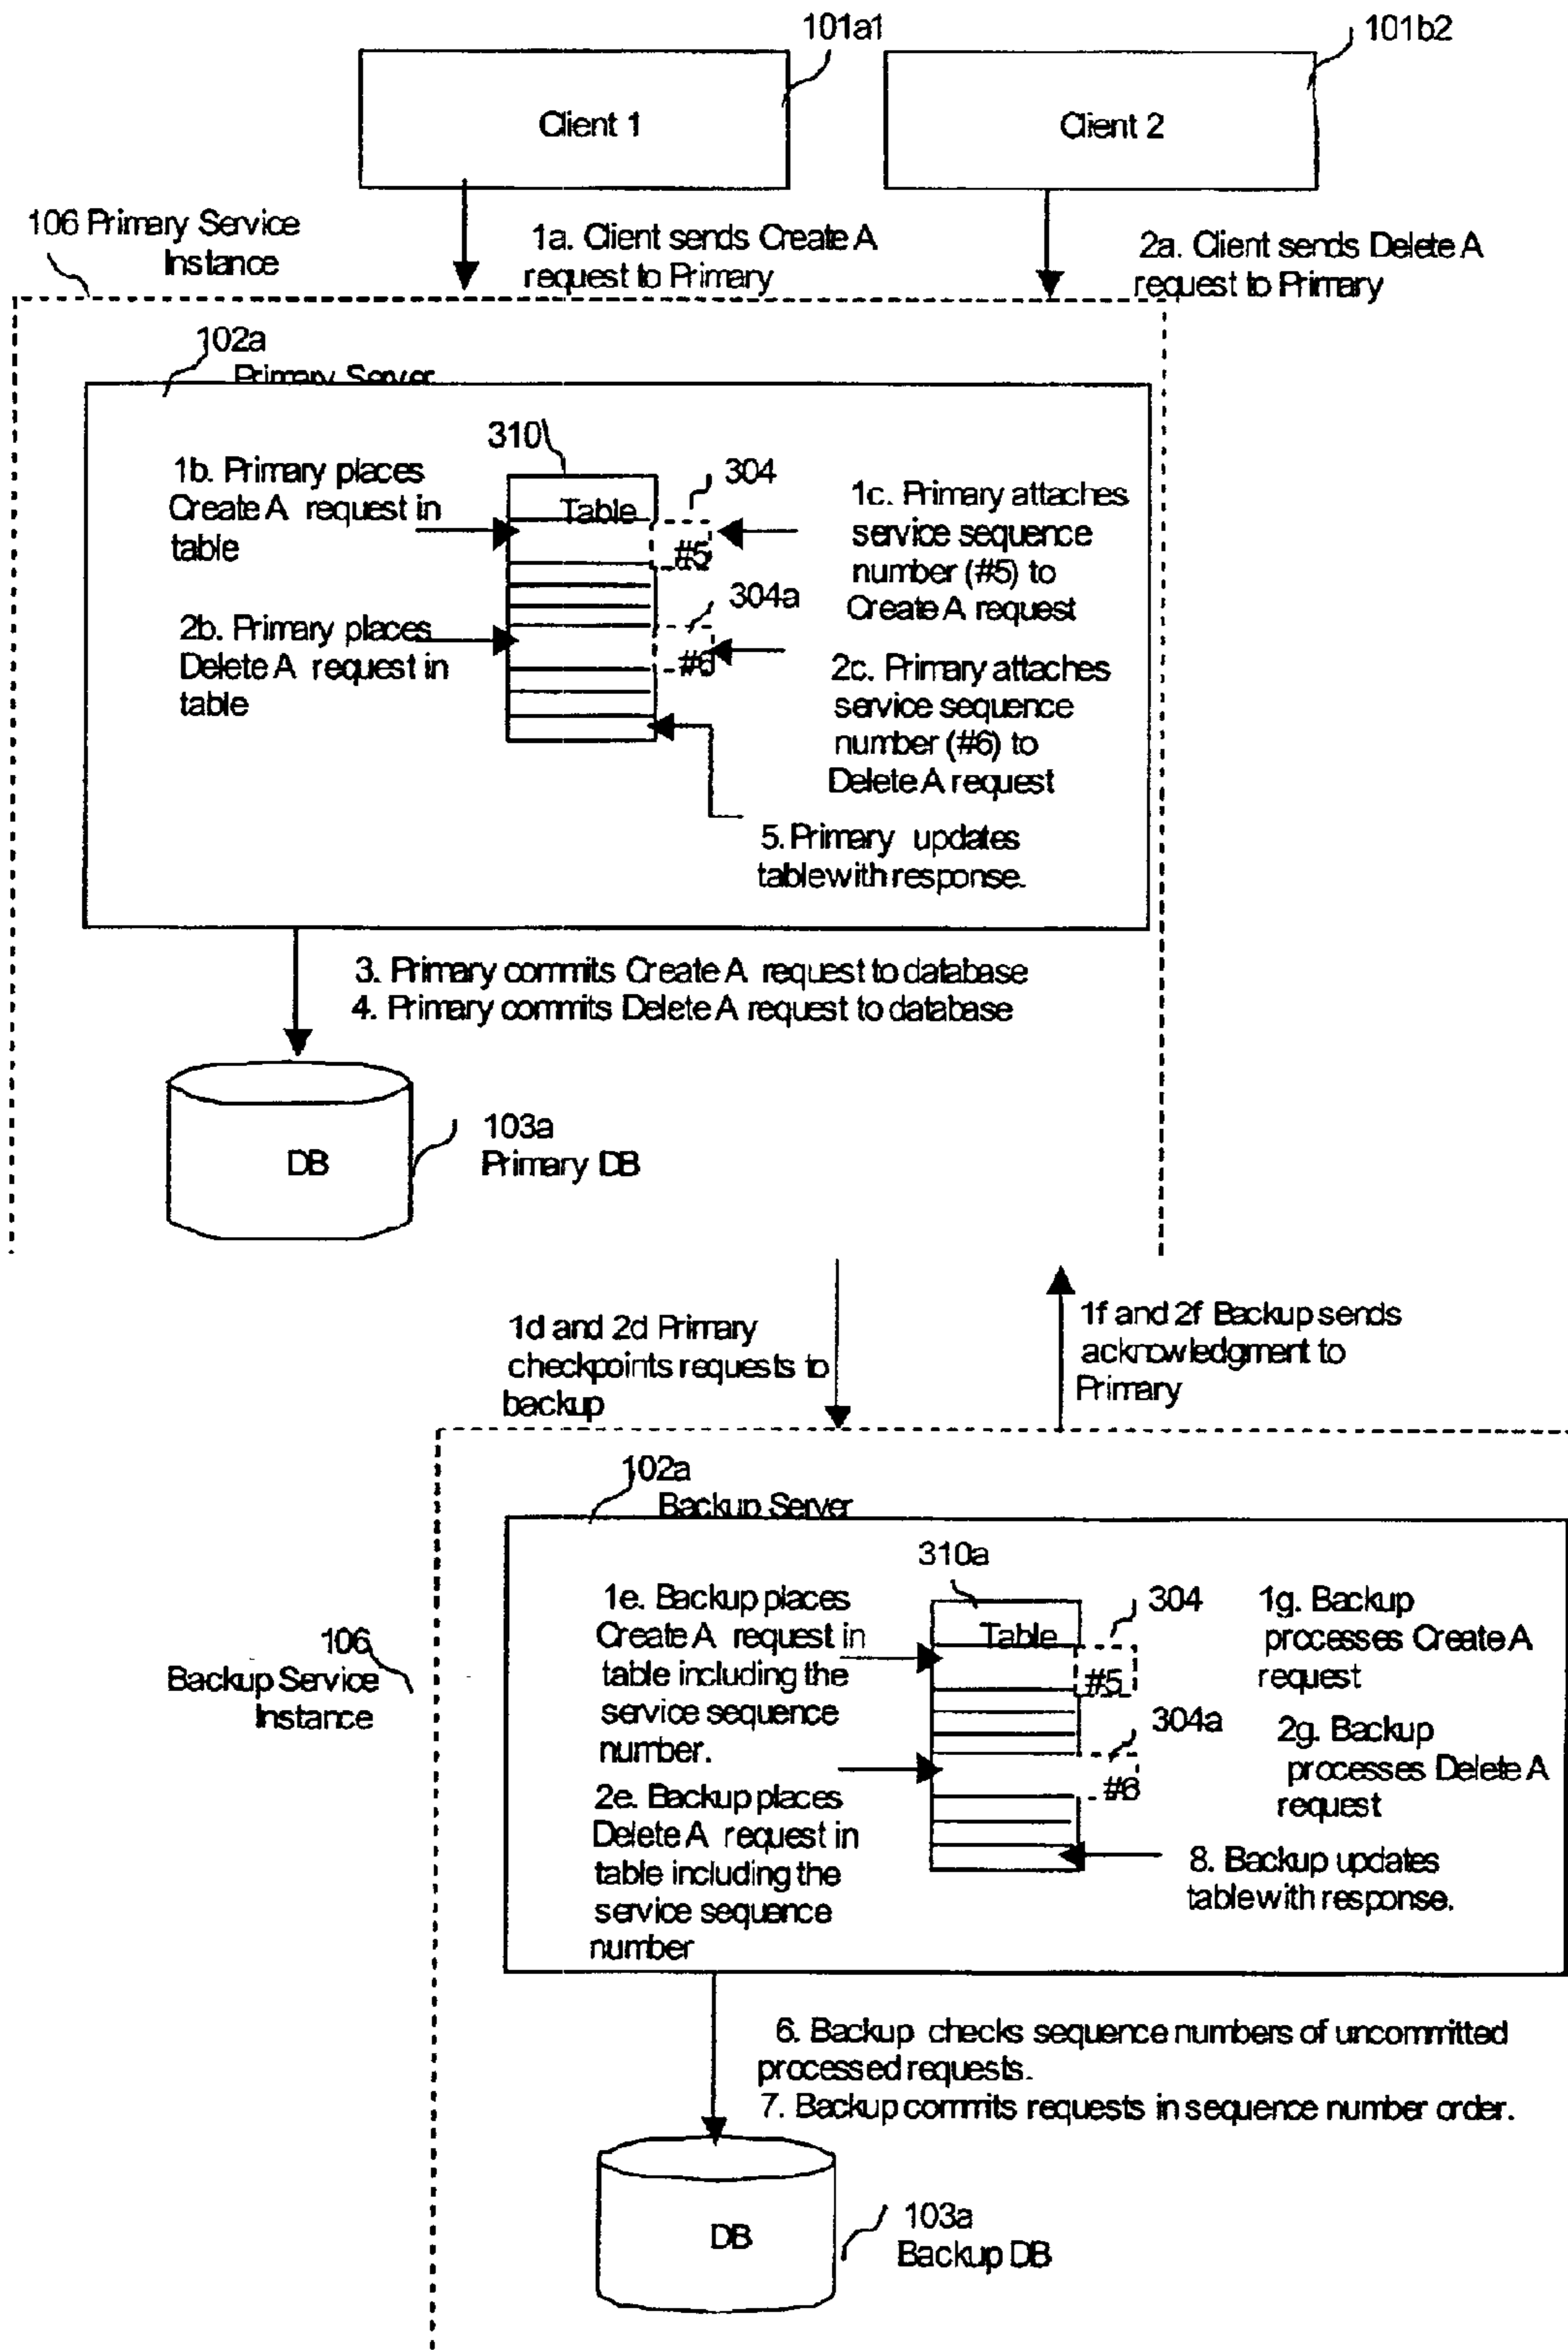 101a1
101b2
Client 1
Client 2
106 Primary Service
Instance
1a. Client sends Create A
request to Primary
2a. Client sends Delete A
request to Primary
102a
Primary Server
310
304
1b. Primary places
Create A request in
table
Table
#5
1c. Primary attaches
service sequence
number (#5) to
Create A request
304a
2b. Primary places
Delete A request in
table
#6
2c. Primary attaches
service sequence
number (#6) to
Delete A request
5. Primary updates
table with response.
3. Primary commits Create A request to database
4. Primary commits Delete A request to database
DB
103a
Primary DB
1d and 2d Primary
checkpoints requests to
backup
1f and 2f Backup sends
acknowledgment to
Primary
102a
Backup Server
310a
304
1e. Backup places
Create A request in
table including the
service sequence
number.
Table
#5
1g. Backup
processes Create A
request
106
Backup Service
Instance
304a
2g. Backup
processes Delete A
request
#6
2e. Backup places
Delete A request in
table including the
service sequence
number
8. Backup updates
table with response.
6. Backup checks sequence numbers of uncommitted
processed requests.
7. Backup commits requests in sequence number order.
DB
103a
Backup DB